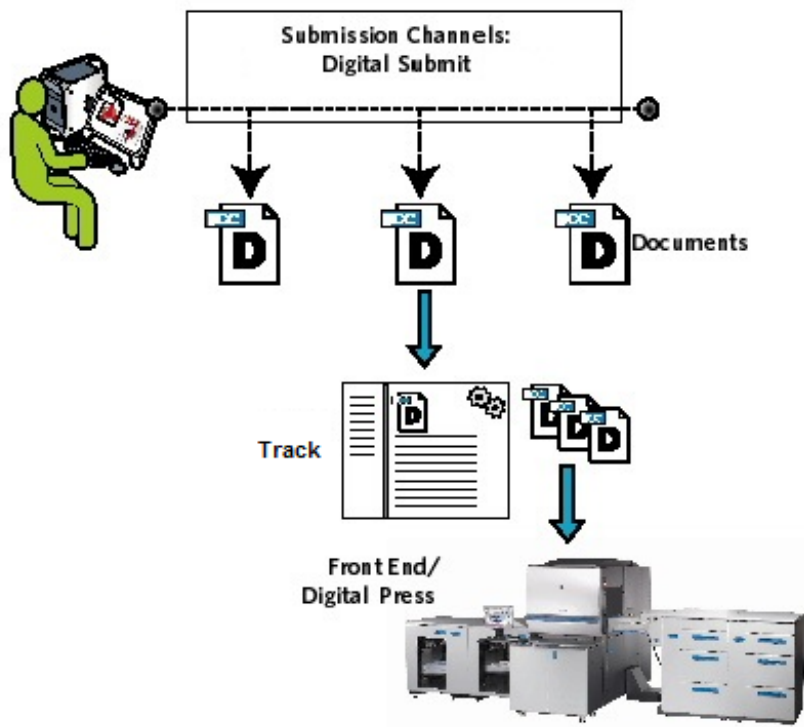 Submission Channels:
Digital Submit
D
D
D
Documents
D
Track
D
D
D
Front End/
Digital Press